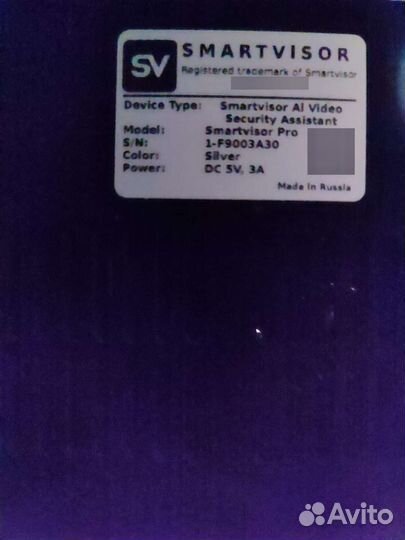 SV
SMARTVISOR
Registered trademark of Smartvisor
Device Type: Smartvisor AI Video
Security Assistant
Model: Smartvisor Pro
S/N: 1-F9003A30
Color: Silver
Power: DC 5V, 3A
Made in Russia
Avito